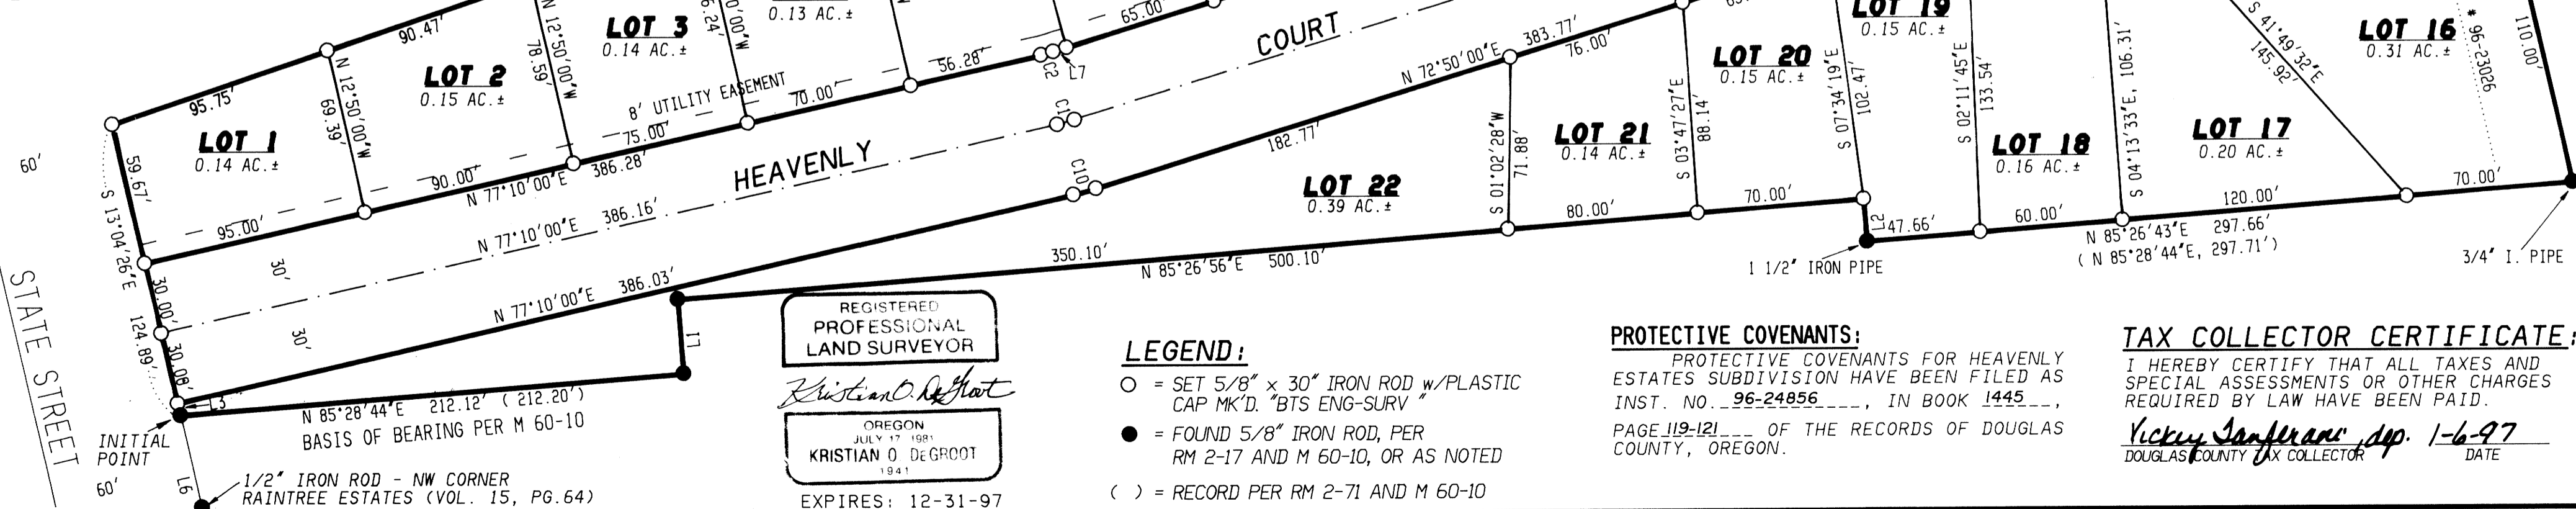 90.47'
LOT 3
0.14 AC.±
0.13 AC.±
65.00'
COURT
383.77'
76.00'
N 72°50'00"E
LOT 19
0.15 AC.±
LOT 20
0.15 AC.±
LOT 16
0.31 AC.±
* 96-23026
110.00'
S 41°49'32"E
145.92'
95.75'
LOT 1
0.14 AC.±
N 12°50'00"W
69.39'
LOT 2
0.15 AC.±
N 12°50'00"W
78.59'
8' UTILITY EASEMENT
75.00'
70.00'
56.28'
C2
L7
C1
C10
182.77'
HEAVENLY
60'
59.67'
S 13°04'26"E 124.89'
95.00'
90.00'
N 77°10'00"E 386.28'
N 77°10'00"E 386.16'
N 77°10'00"E 386.03'
30.00'
30.08'
30'
30'
LOT 22
0.39 AC.±
S 01°02'28"W
71.88'
LOT 21
0.14 AC.±
S 03°47'27"E
88.14'
S 07°34'19"E
102.47'
S 02°11'45"E
133.54'
LOT 18
0.16 AC.±
S 04°13'33"E, 106.31'
LOT 17
0.20 AC.±
80.00'
70.00'
L2
47.66'
60.00'
120.00'
70.00'
N 85°26'43"E 297.66'
( N 85°28'44"E, 297.71')
1 1/2" IRON PIPE
3/4" I. PIPE
350.10'
N 85°26'56"E 500.10'
L1
L3
N 85°28'44"E 212.12' ( 212.20')
BASIS OF BEARING PER M 60-10
STATE STREET
INITIAL
POINT
60'
L6
1/2" IRON ROD - NW CORNER
RAINTREE ESTATES (VOL. 15, PG.64)
REGISTERED
PROFESSIONAL
LAND SURVEYOR
Kristian O. DeGroot
OREGON
JULY 17 1981
KRISTIAN O. DeGROOT
1941
EXPIRES: 12-31-97
LEGEND:
○ = SET 5/8" x 30" IRON ROD w/PLASTIC
CAP MK'D. "BTS ENG-SURV "
● = FOUND 5/8" IRON ROD, PER
RM 2-17 AND M 60-10, OR AS NOTED
( ) = RECORD PER RM 2-71 AND M 60-10
PROTECTIVE COVENANTS:
PROTECTIVE COVENANTS FOR HEAVENLY
ESTATES SUBDIVISION HAVE BEEN FILED AS
INST. NO. 96-24856, IN BOOK 1445,
PAGE 119-121 OF THE RECORDS OF DOUGLAS
COUNTY, OREGON.
TAX COLLECTOR CERTIFICATE:
I HEREBY CERTIFY THAT ALL TAXES AND
SPECIAL ASSESSMENTS OR OTHER CHARGES
REQUIRED BY LAW HAVE BEEN PAID.
Vickey dep. 1-6-97
DOUGLAS COUNTY TAX COLLECTOR DATE